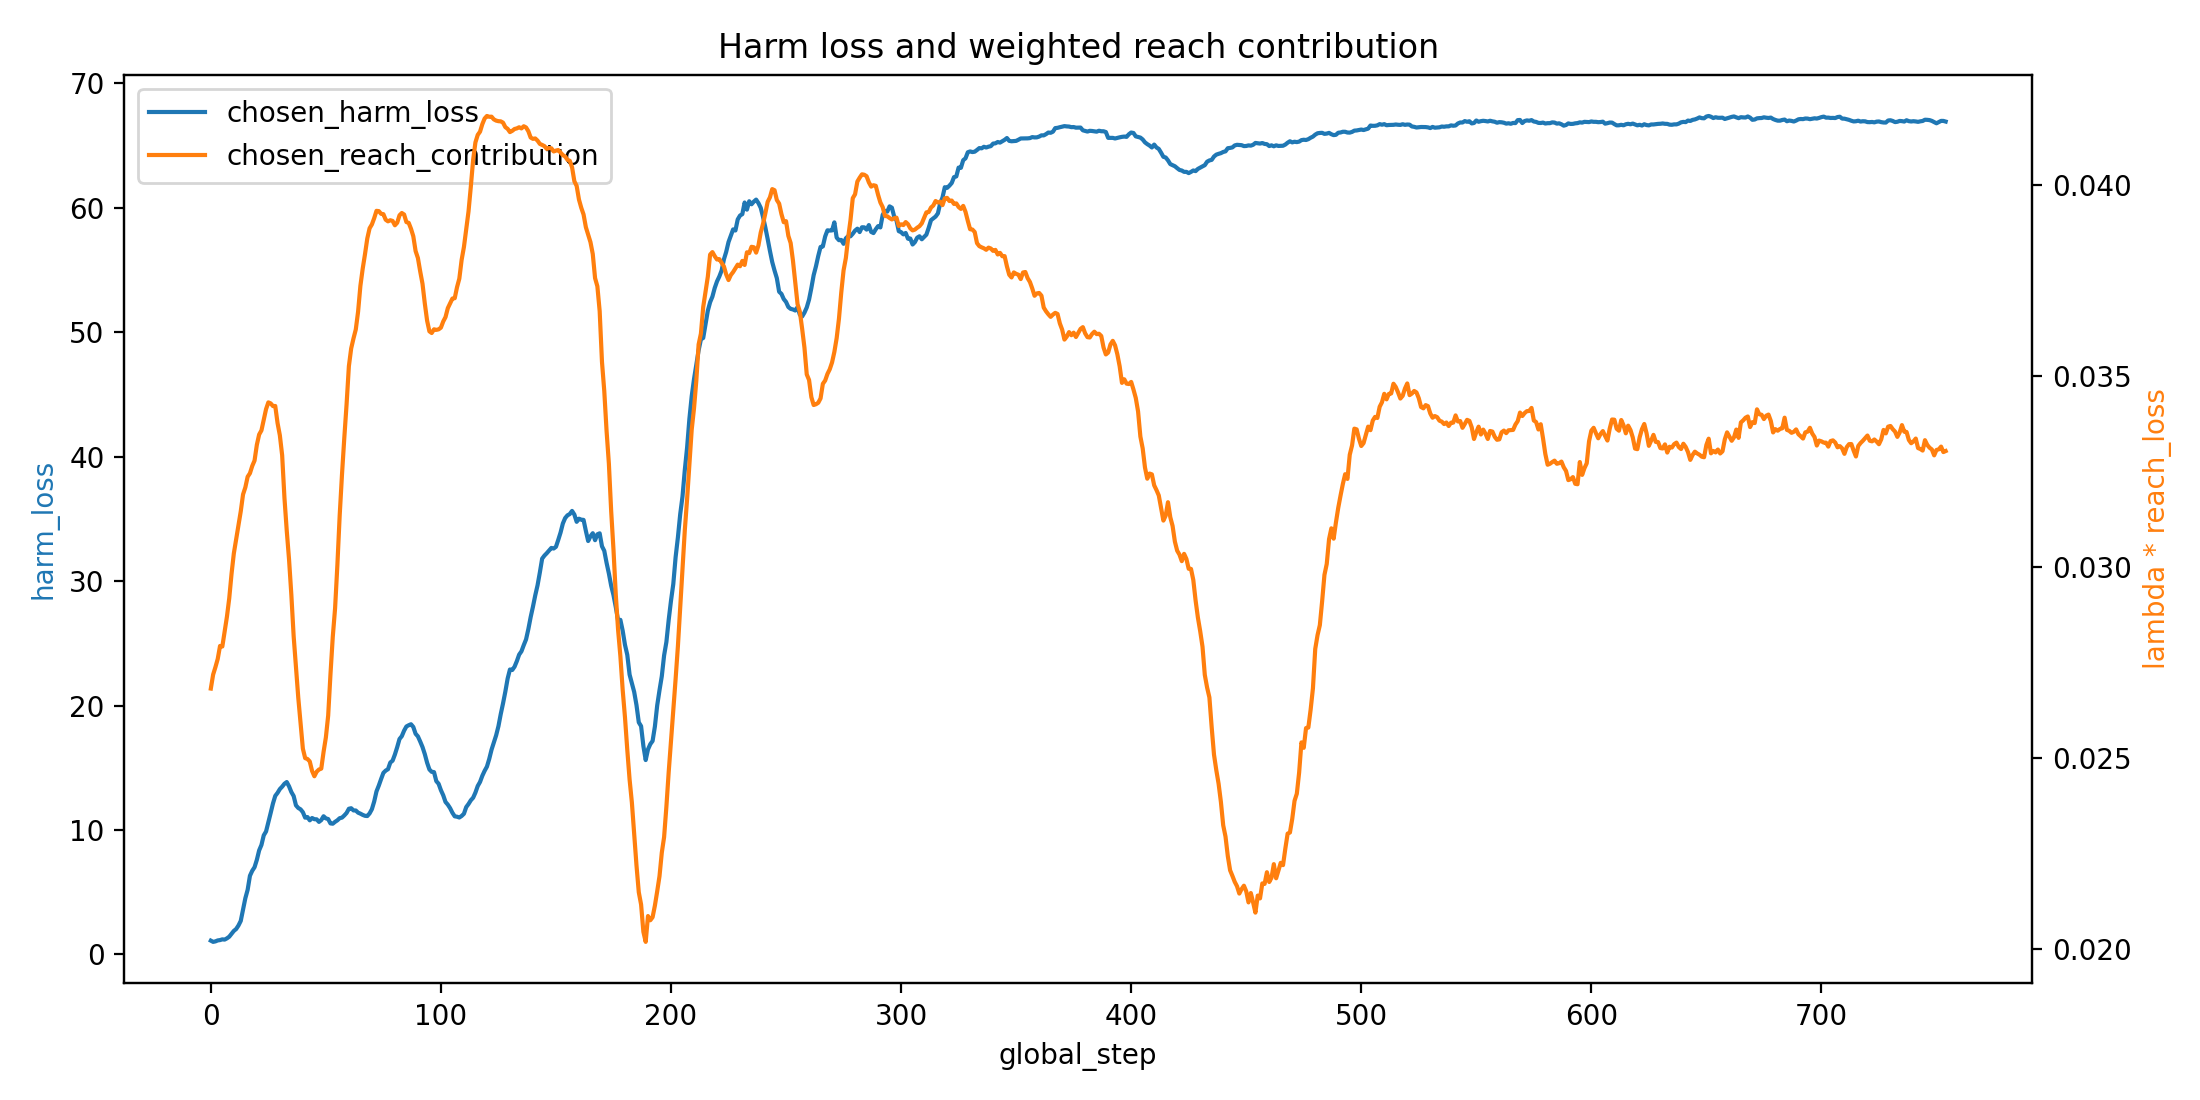 Harm loss and weighted reach contribution
chosen_harm_loss
chosen_reach_contribution
harm_loss
70
60
50
40
30
20
10
0
0.040
0.035
0.030
0.025
0.020
lambda * reach_loss
0 100 200 300 400 500 600 700
global_step